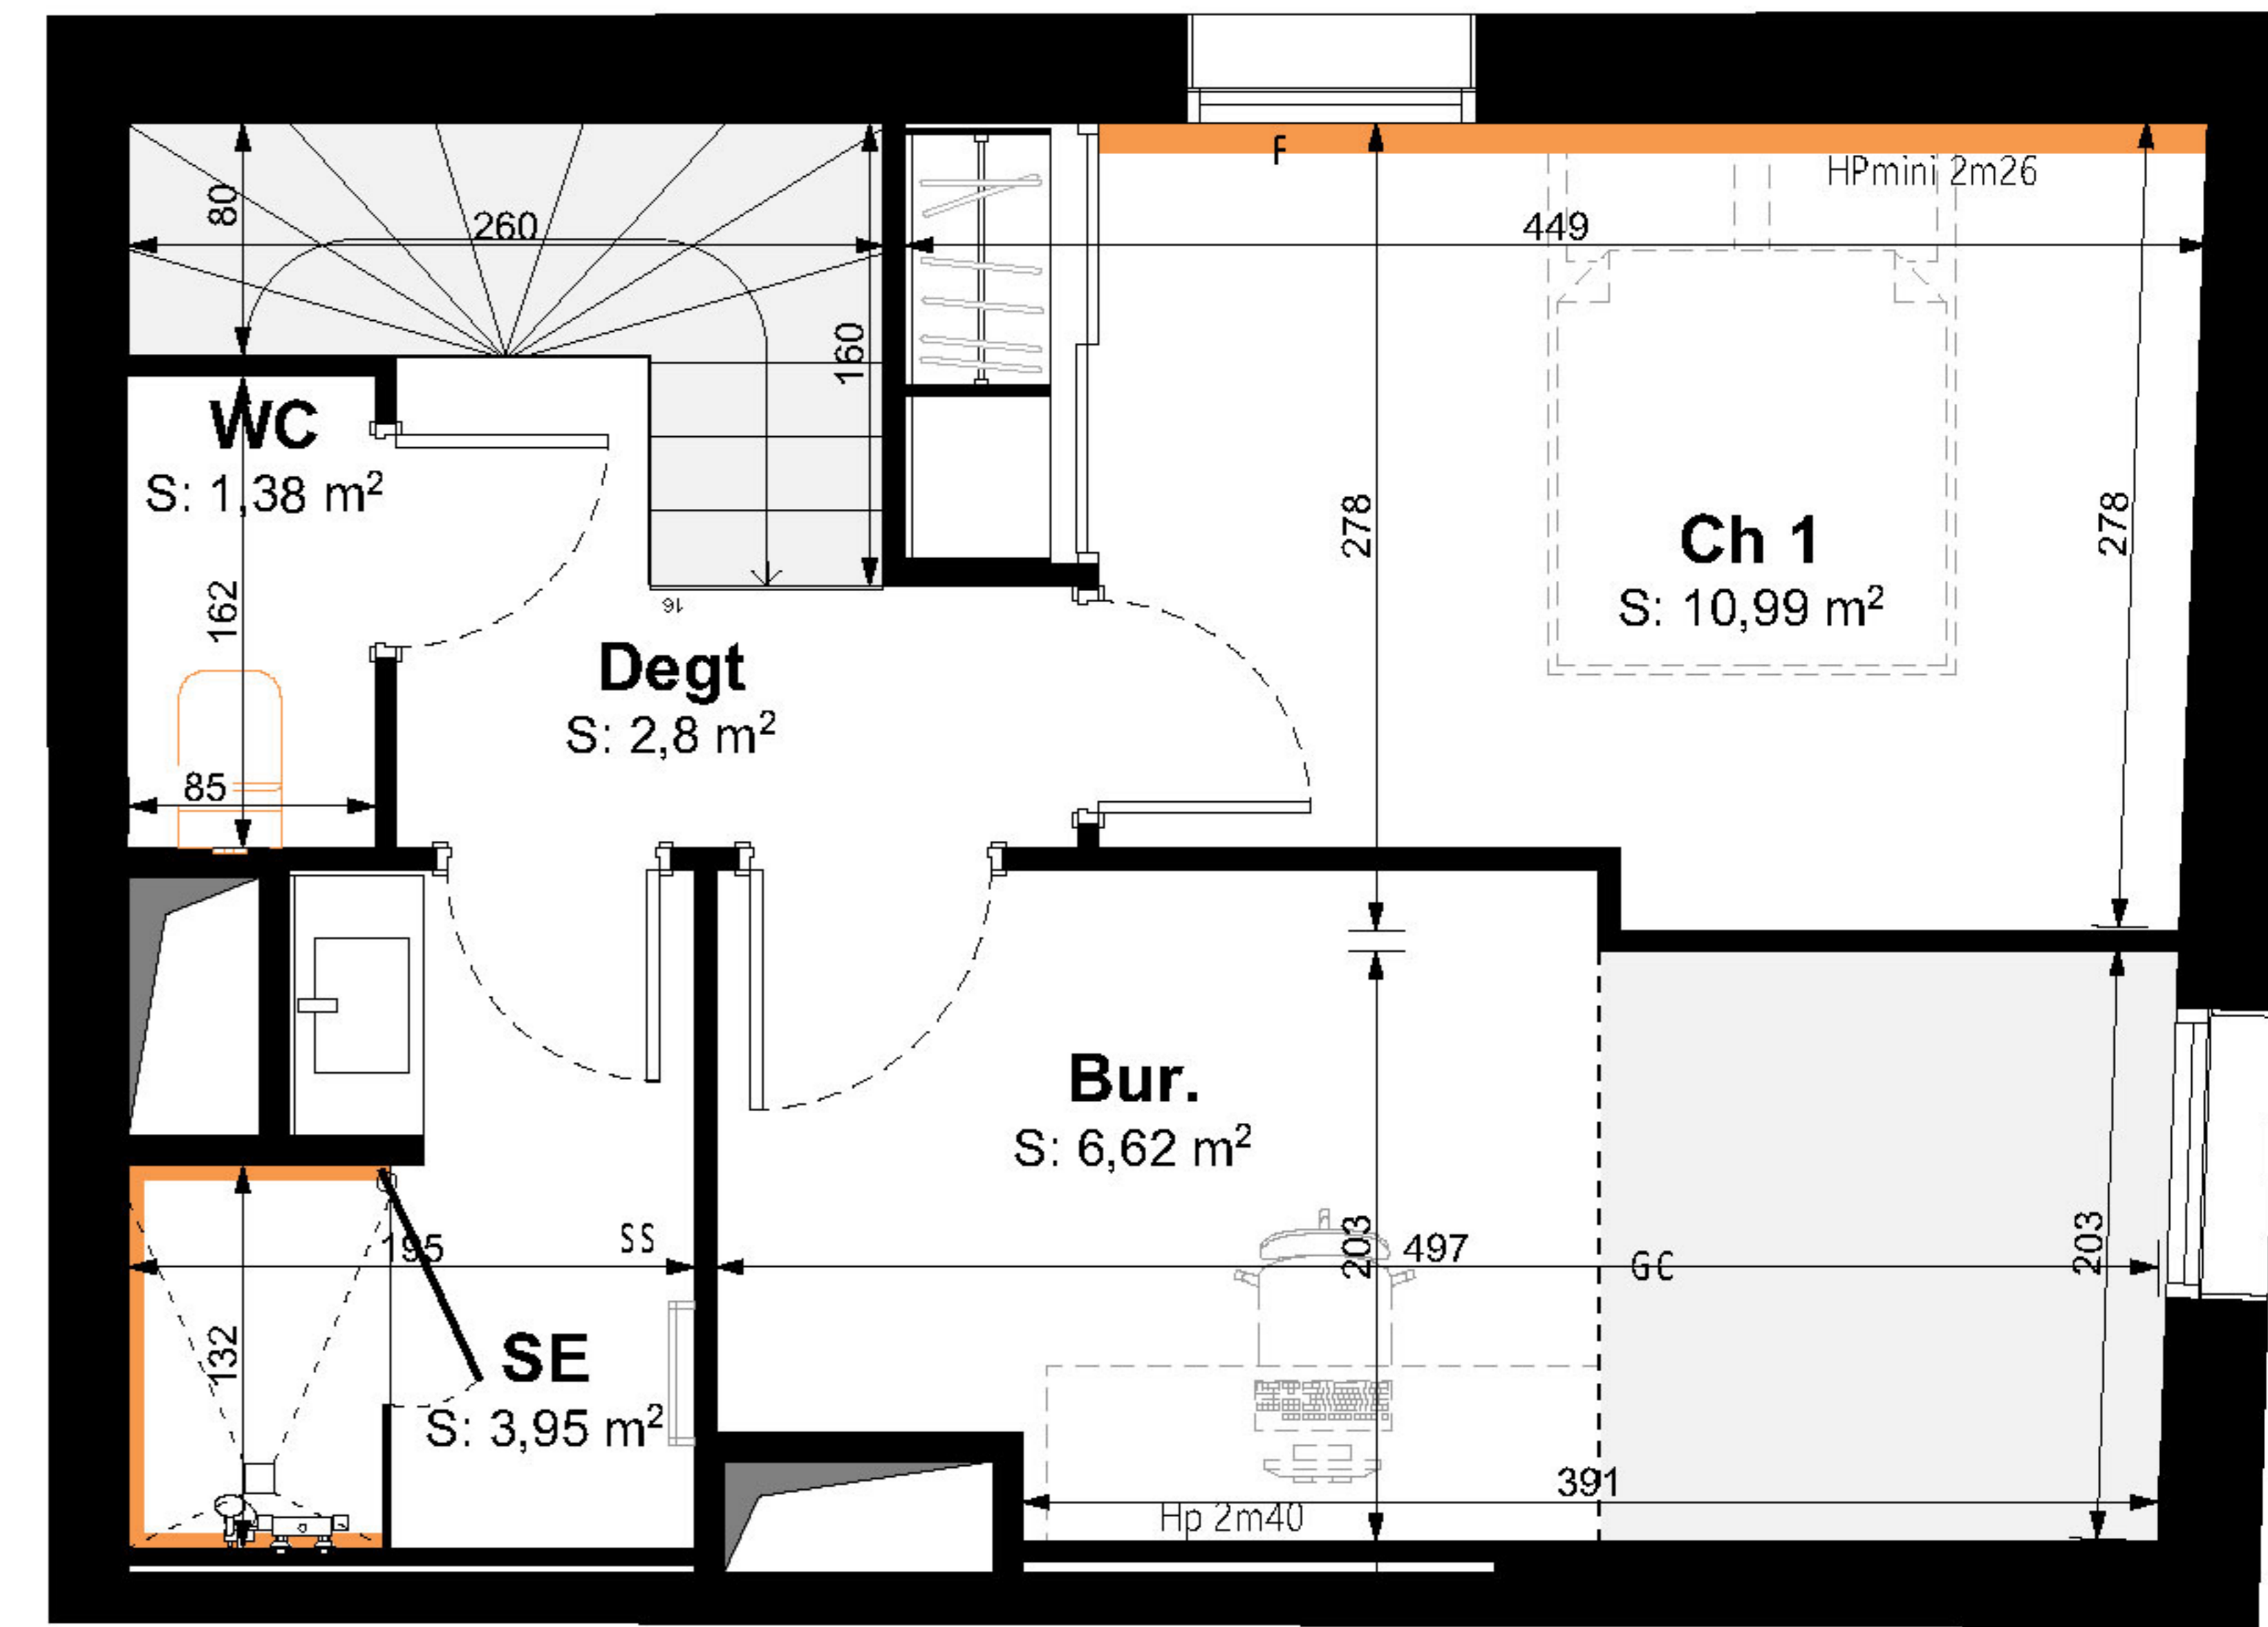 F
HPmini 2m26
80
260
449
160
WC
S: 1,38 m²
278
278
Ch 1
S: 10,99 m²
162
16
Degt
S: 2,8 m²
85
Bur.
S: 6,62 m²
SS
195
203
497
GC
203
132
SE
S: 3,95 m²
391
Hp 2m40